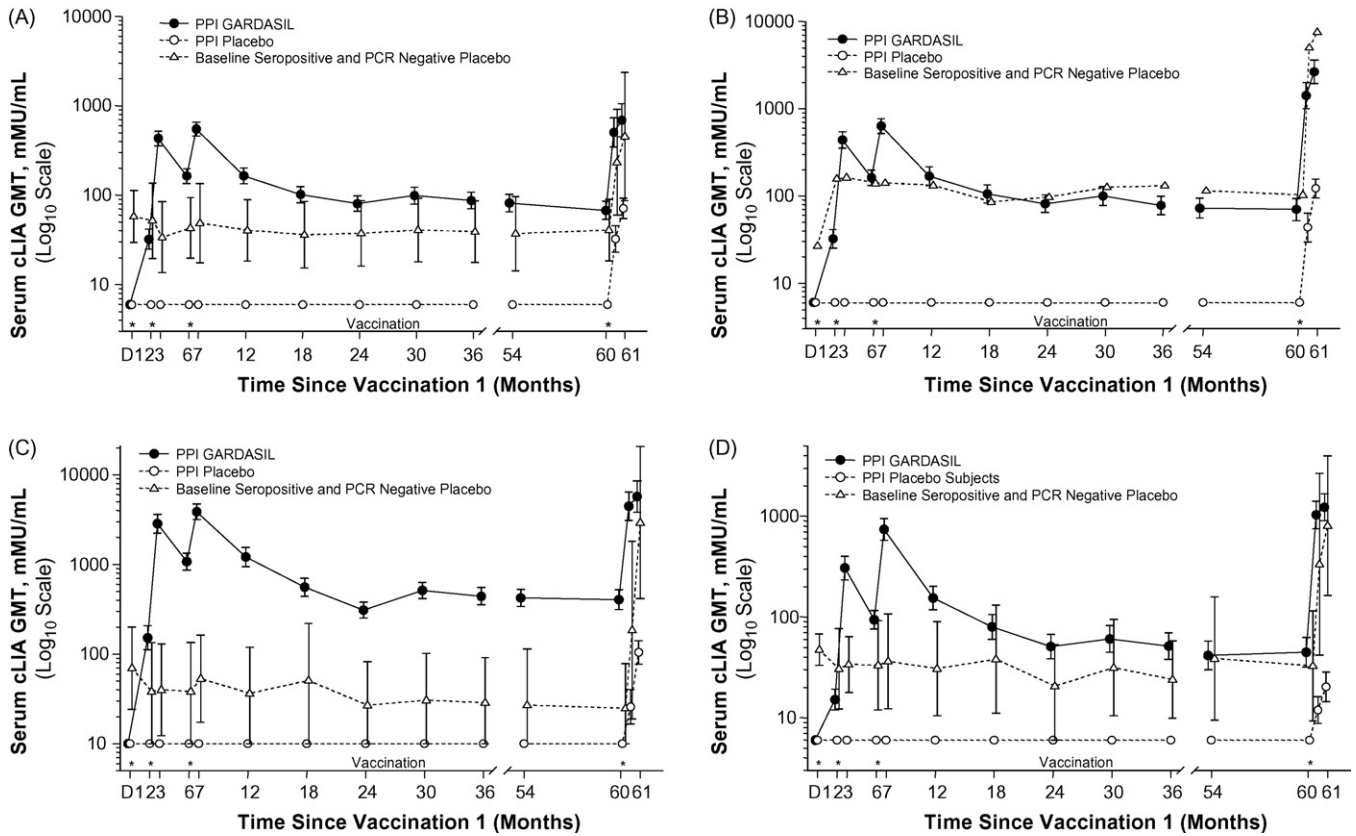 (A)
10000
1000
100
10
Serum cLIA GMT, mMU/mL
(Log10 Scale)
PPI GARDASIL
PPI Placebo
Baseline Seropositive and PCR Negative Placebo
Vaccination
* * * *
D1 2 3 6 7 12 18 24 30 36 54 60 61
Time Since Vaccination 1 (Months)
(B)
10000
1000
100
10
Serum cLIA GMT, mMU/mL
(Log10 Scale)
PPI GARDASIL
PPI Placebo
Baseline Seropositive and PCR Negative Placebo
Vaccination
* * * *
D1 2 3 6 7 12 18 24 30 36 54 60 61
Time Since Vaccination 1 (Months)
(C)
10000
1000
100
10
Serum cLIA GMT, mMU/mL
(Log10 Scale)
PPI GARDASIL
PPI Placebo
Baseline Seropositive and PCR Negative Placebo
Vaccination
* * * *
D1 2 3 6 7 12 18 24 30 36 54 60 61
Time Since Vaccination 1 (Months)
(D)
1000
100
10
Serum cLIA GMT, mMU/mL
(Log10 Scale)
PPI GARDASIL
PPI Placebo Subjects
Baseline Seropositive and PCR Negative Placebo
Vaccination
* * * *
D1 2 3 6 7 12 18 24 30 36 54 60 61
Time Since Vaccination 1 (Months)